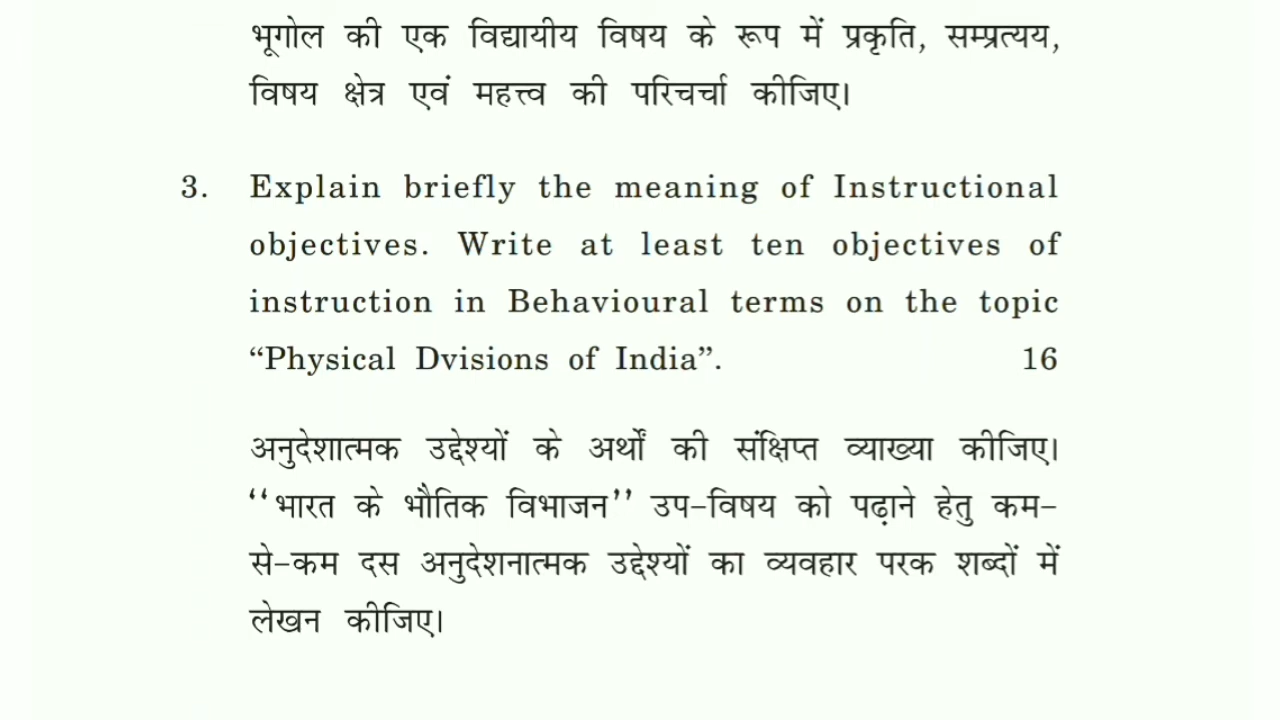 भूगोल की एक विद्यायीय विषय के रूप में प्रकृति, सम्प्रत्यय,
विषय क्षेत्र एवं महत्त्व की परिचर्चा कीजिए।
3. Explain briefly the meaning of Instructional
objectives. Write at least ten objectives of
instruction in Behavioural terms on the topic
“Physical Dvisions of India”. 16
अनुदेशात्मक उद्देश्यों के अर्थों की संक्षिप्त व्याख्या कीजिए।
‘‘भारत के भौतिक विभाजन’’ उप-विषय को पढ़ाने हेतु कम-
से-कम दस अनुदेशनात्मक उद्देश्यों का व्यवहार परक शब्दों में
लेखन कीजिए।